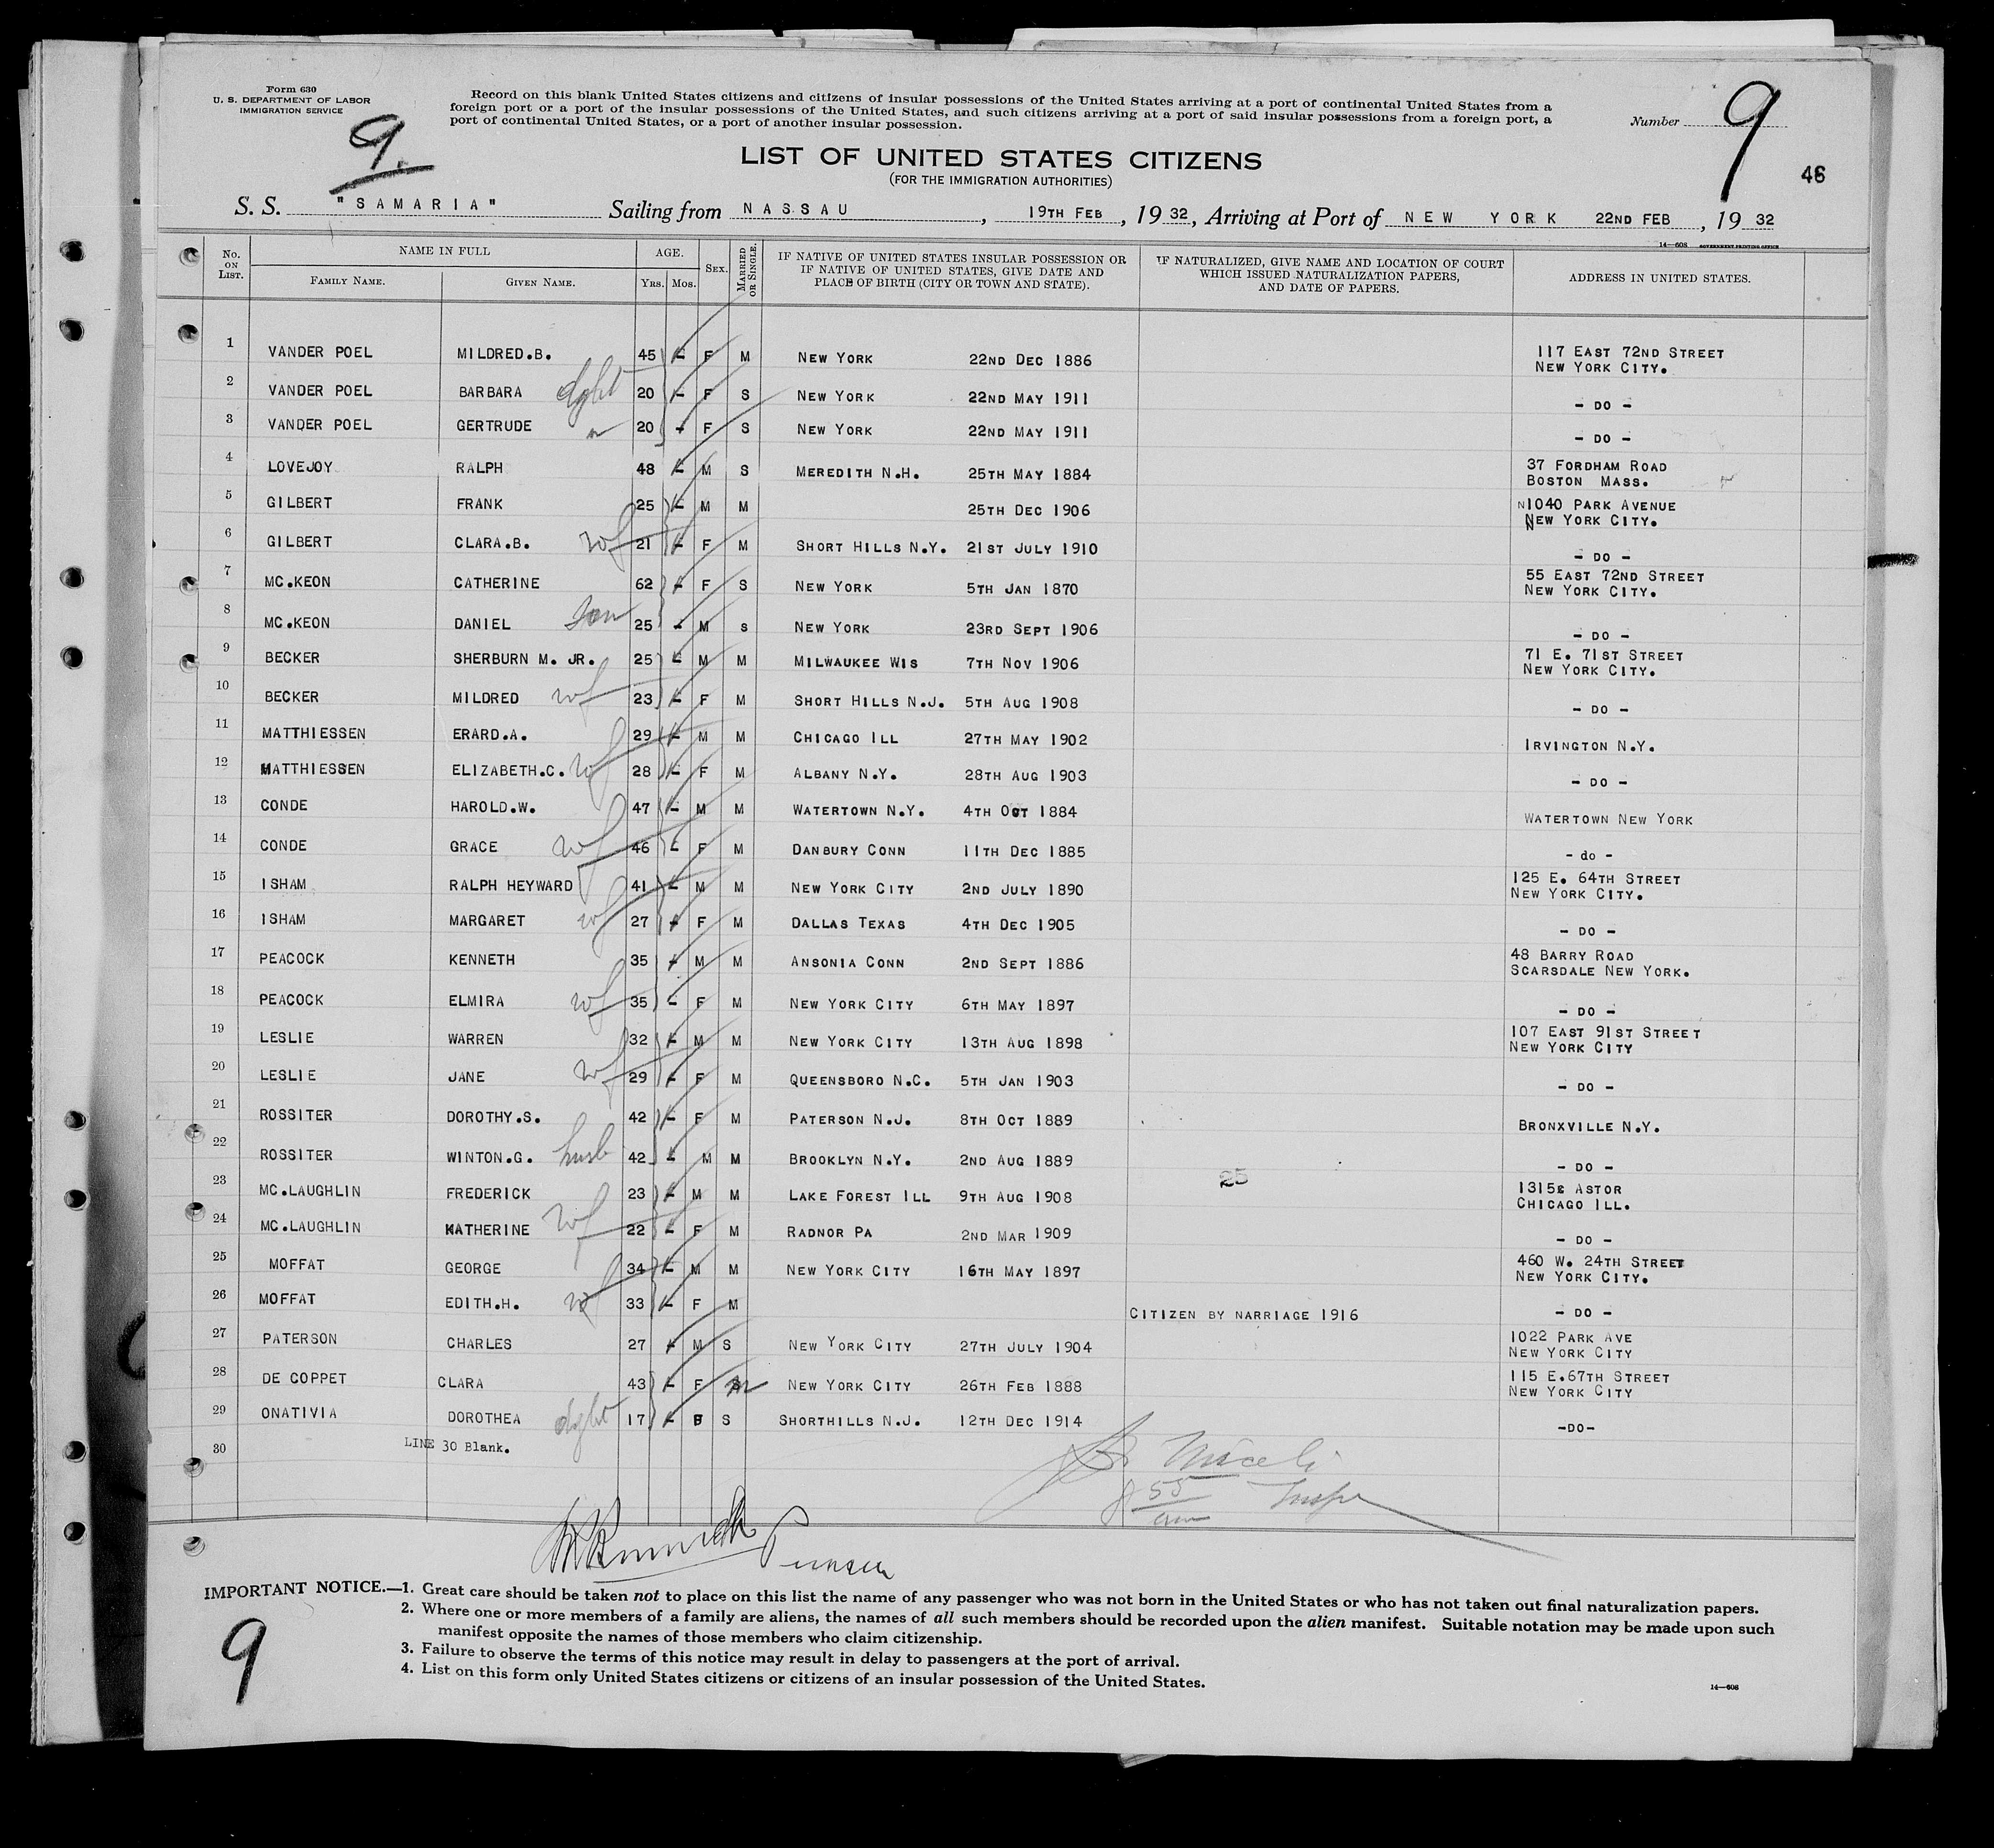 Form 630
U. S. DEPARTMENT OF LABOR
IMMIGRATION SERVICE
9.
Record on this blank United States citizens and citizens of insular possessions of the United States arriving at a port of continental United States from a
foreign port or a port of the insular possessions of the United States, and such citizens arriving at a port of said insular possessions from a foreign port, a
port of continental United States, or a port of another insular possession.
Number 9
46
LIST OF UNITED STATES CITIZENS
(FOR THE IMMIGRATION AUTHORITIES)
S. S. "SAMARIA" Sailing from NASSAU, 19TH FEB, 1932, Arriving at Port of NEW YORK 22ND FEB, 1932
14—608 GOVERNMENT PRINTING OFFICE
No. ON LIST. NAME IN FULL FAMILY NAME. GIVEN NAME. AGE. Yrs. Mos. SEX. MARRIED OR SINGLE. IF NATIVE OF UNITED STATES INSULAR POSSESSION OR IF NATIVE OF UNITED STATES, GIVE DATE AND PLACE OF BIRTH (CITY OR TOWN AND STATE). IF NATURALIZED, GIVE NAME AND LOCATION OF COURT WHICH ISSUED NATURALIZATION PAPERS, AND DATE OF PAPERS. ADDRESS IN UNITED STATES.
1 VANDER POEL MILDRED.B. 45 - F M NEW YORK 22ND DEC 1886 117 EAST 72ND STREET
NEW YORK CITY.
2 VANDER POEL BARBARA dght 20 - F S NEW YORK 22ND MAY 1911 - DO -
3 VANDER POEL GERTRUDE " 20 - F S NEW YORK 22ND MAY 1911 - DO -
4 LOVEJOY RALPH 48 - M S MEREDITH N.H. 25TH MAY 1884 37 FORDHAM ROAD
BOSTON MASS.
5 GILBERT FRANK 25 - M M 25TH DEC 1906 N1040 PARK AVENUE
NEW YORK CITY.
6 GILBERT CLARA.B. wf 21 - F M SHORT HILLS N.Y. 21ST JULY 1910 - DO -
7 MC.KEON CATHERINE 62 - F S NEW YORK 5TH JAN 1870 55 EAST 72ND STREET
NEW YORK CITY.
8 MC.KEON DANIEL Son 25 - M S NEW YORK 23RD SEPT 1906 - DO -
9 BECKER SHERBURN M. JR. 25 - M M MILWAUKEE WIS 7TH NOV 1906 71 E. 71ST STREET
NEW YORK CITY.
10 BECKER MILDRED wf 23 - F M SHORT HILLS N.J. 5TH AUG 1908 - DO -
11 MATTHIESSEN ERARD.A. 29 - M M CHICAGO ILL 27TH MAY 1902 IRVINGTON N.Y.
12 MATTHIESSEN ELIZABETH.C. wf 28 - F M ALBANY N.Y. 28TH AUG 1903 - DO -
13 CONDE HAROLD.W. 47 - M M WATERTOWN N.Y. 4TH OCT 1884 WATERTOWN NEW YORK
14 CONDE GRACE wf 46 - F M DANBURY CONN 11TH DEC 1885 - do -
15 ISHAM RALPH HEYWARD 41 - M M NEW YORK CITY 2ND JULY 1890 125 E. 64TH STREET
NEW YORK CITY.
16 ISHAM MARGARET wf 27 - F M DALLAS TEXAS 4TH DEC 1905 - DO -
17 PEACOCK KENNETH 35 - M M ANSONIA CONN 2ND SEPT 1886 48 BARRY ROAD
SCARSDALE NEW YORK.
18 PEACOCK ELMIRA wf 35 - F M NEW YORK CITY 6TH MAY 1897 - DO -
19 LESLIE WARREN 32 - M M NEW YORK CITY 13TH AUG 1898 107 EAST 91ST STREET
NEW YORK CITY
20 LESLIE JANE wf 29 - F M QUEENSBORO N.C. 5TH JAN 1903 - DO -
21 ROSSITER DOROTHY.S. 42 - F M PATERSON N.J. 8TH OCT 1889 BRONXVILLE N.Y.
22 ROSSITER WINTON.G. husb 42 - M M BROOKLYN N.Y. 2ND AUG 1889 - DO -
25
23 MC.LAUGHLIN FREDERICK 23 - M M LAKE FOREST ILL 9TH AUG 1908 1315 ASTOR
CHICAGO ILL.
24 MC.LAUGHLIN KATHERINE wf 22 - F M RADNOR PA 2ND MAR 1909 - DO -
25 MOFFAT GEORGE 34 - M M NEW YORK CITY 16TH MAY 1897 460 W. 24TH STREET
NEW YORK CITY.
26 MOFFAT EDITH.H. wf 33 - F M CITIZEN BY NARRIAGE 1916 - DO -
27 PATERSON CHARLES 27 - M S NEW YORK CITY 27TH JULY 1904 1022 PARK AVE
NEW YORK CITY
28 DE COPPET CLARA 43 - F m NEW YORK CITY 26TH FEB 1888 115 E.67TH STREET
NEW YORK CITY
29 ONATIVIA DOROTHEA dght 17 - F S SHORTHILLS N.J. 12TH DEC 1914 -DO-
30 LINE 30 Blank.
Miceli
55 Inspr
Purser
IMPORTANT NOTICE.—1. Great care should be taken not to place on this list the name of any passenger who was not born in the United States or who has not taken out final naturalization papers.
2. Where one or more members of a family are aliens, the names of all such members should be recorded upon the alien manifest. Suitable notation may be made upon such
manifest opposite the names of those members who claim citizenship.
3. Failure to observe the terms of this notice may result in delay to passengers at the port of arrival.
4. List on this form only United States citizens or citizens of an insular possession of the United States.
9
14—608